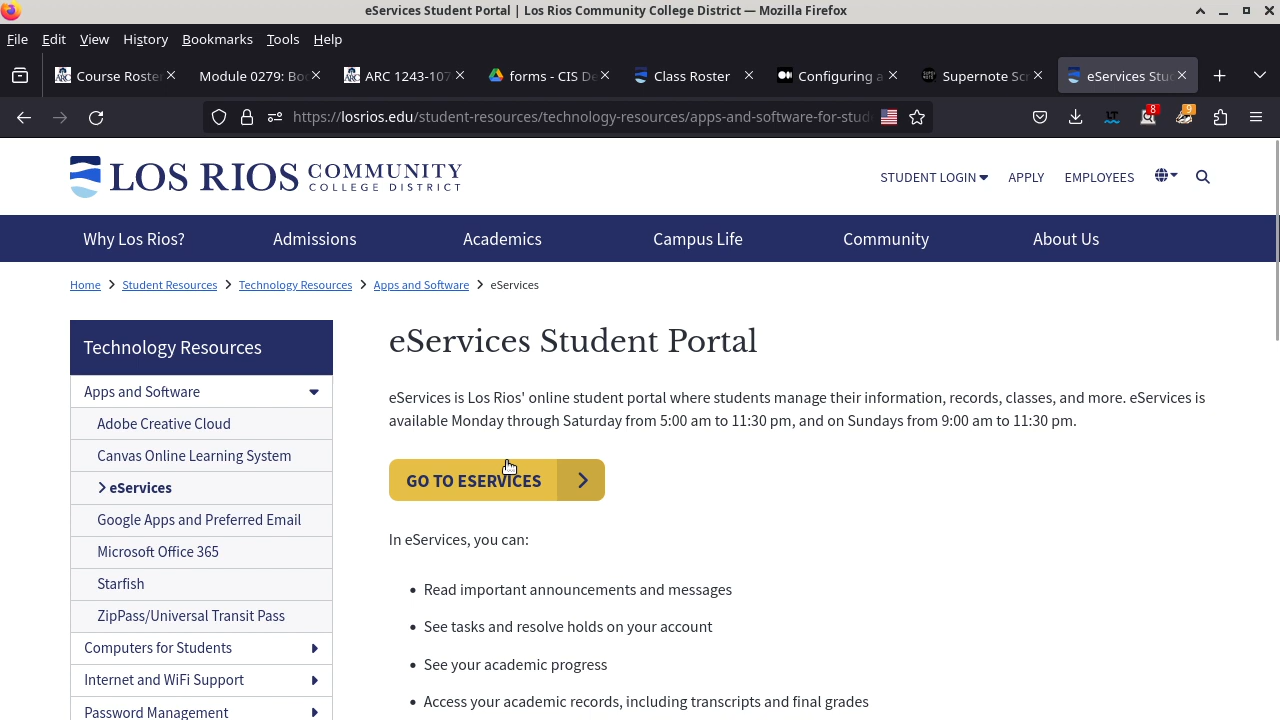 eServices Student Portal | Los Rios Community College District — Mozilla Firefox
File Edit View History Bookmarks Tools Help
Course Roste
Module 0279: Bo
ARC 1243-107
forms - CIS De
Class Roster
Configuring a
Supernote Scr
eServices Stud
https://losrios.edu/student-resources/technology-resources/apps-and-software-for-stud
8
9
LOS RIOS COMMUNITY
COLLEGE DISTRICT
STUDENT LOGIN APPLY EMPLOYEES
Why Los Rios? Admissions Academics Campus Life Community About Us
Home Student Resources Technology Resources Apps and Software eServices
Technology Resources
Apps and Software
Adobe Creative Cloud
Canvas Online Learning System
eServices
Google Apps and Preferred Email
Microsoft Office 365
Starfish
ZipPass/Universal Transit Pass
Computers for Students
Internet and WiFi Support
Password Management
eServices Student Portal
eServices is Los Rios' online student portal where students manage their information, records, classes, and more. eServices is
available Monday through Saturday from 5:00 am to 11:30 pm, and on Sundays from 9:00 am to 11:30 pm.
GO TO ESERVICES
In eServices, you can:
• Read important announcements and messages
• See tasks and resolve holds on your account
• See your academic progress
• Access your academic records, including transcripts and final grades